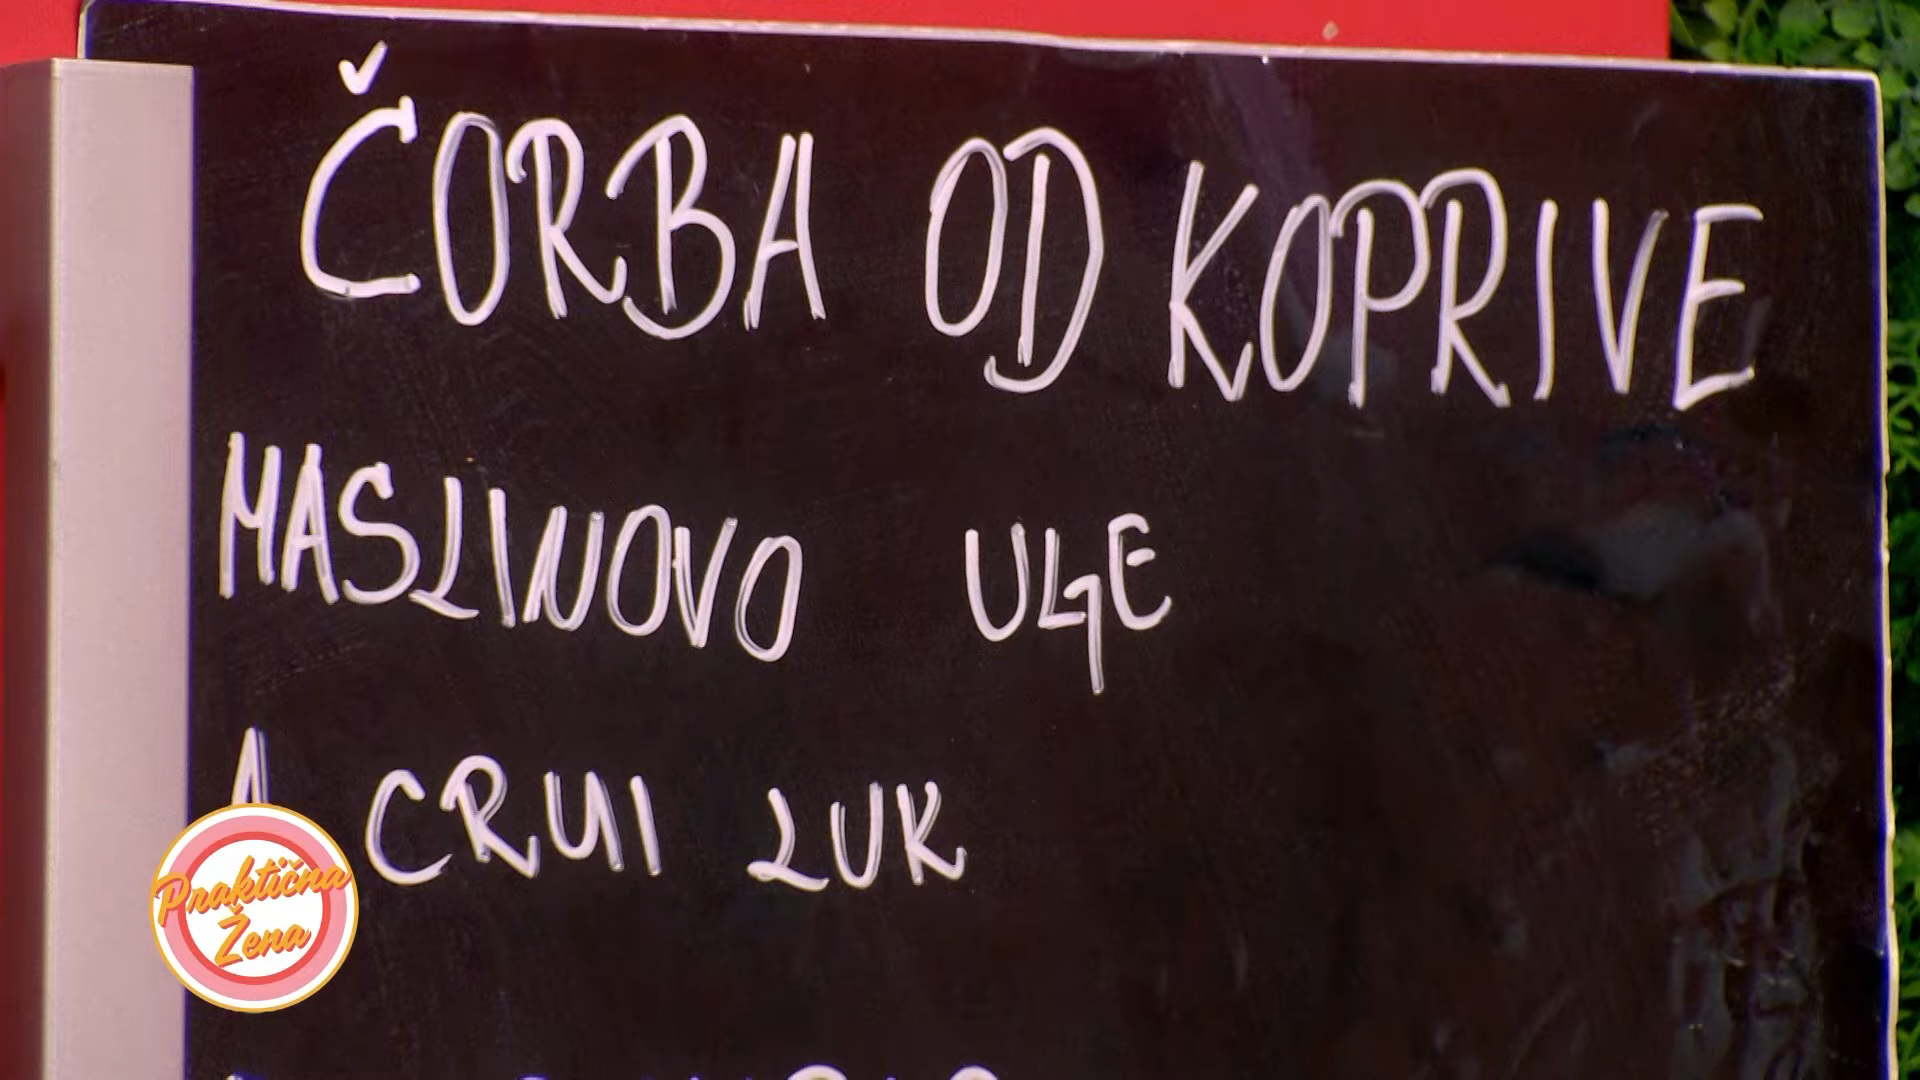 ČORBA OD KOPRIVE
MASLINOVO ULJE
CRNI LUK
Praktična
Žena